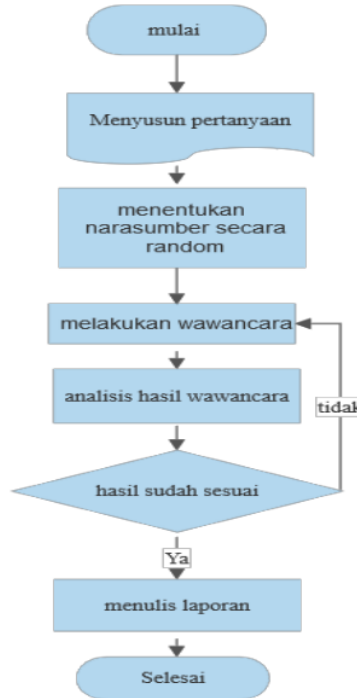 mulai
Menyusun pertanyaan
menentukan
narasumber secara
random
melakukan wawancara
analisis hasil wawancara
tidak
hasil sudah sesuai
Ya
menulis laporan
Selesai